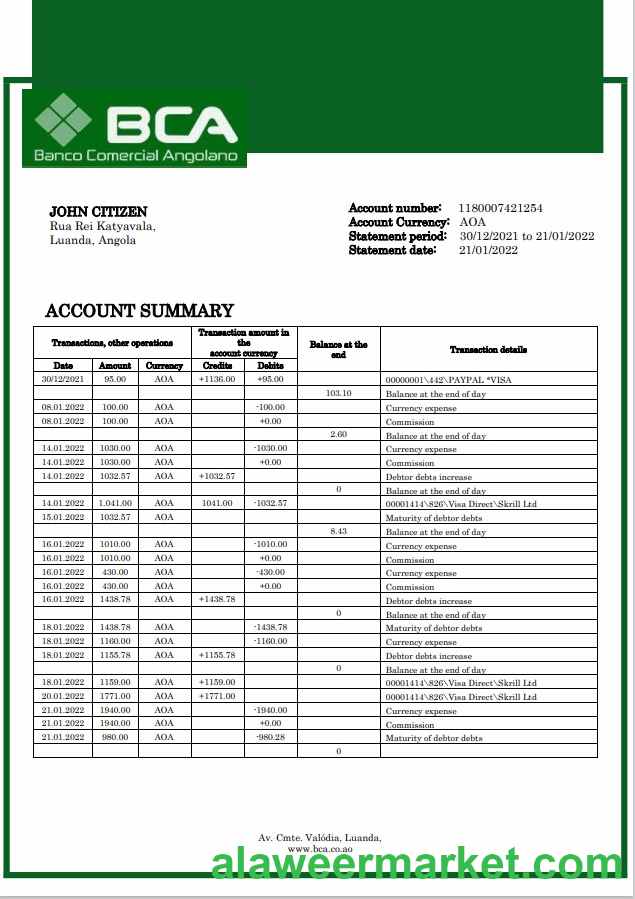 BCA
Banco Comercial Angolano
JOHN CITIZEN
Rua Rei Katyavala,
Luanda, Angola
Account number: 1180007421254
Account Currency: AOA
Statement period: 30/12/2021 to 21/01/2022
Statement date: 21/01/2022
ACCOUNT SUMMARY
Transactions, other operations Transaction amount in the account currency Balance at the end Transaction details
Date Amount Currency Credits Debits
30/12/2021 95.00 AOA +1136.00 +95.00 00000001\442\PAYPAL *VISA
103.10 Balance at the end of day
08.01.2022 100.00 AOA -100.00 Currency expense
08.01.2022 100.00 AOA +0.00 Commission
2.60 Balance at the end of day
14.01.2022 1030.00 AOA -1030.00 Currency expense
14.01.2022 1030.00 AOA +0.00 Commission
14.01.2022 1032.57 AOA +1032.57 Debtor debts increase
0 Balance at the end of day
14.01.2022 1.041.00 AOA 1041.00 -1032.57 00001414\826\Visa Direct\Skrill Ltd
15.01.2022 1032.57 AOA Maturity of debtor debts
8.43 Balance at the end of day
16.01.2022 1010.00 AOA -1010.00 Currency expense
16.01.2022 1010.00 AOA +0.00 Commission
16.01.2022 430.00 AOA -430.00 Currency expense
16.01.2022 430.00 AOA +0.00 Commission
16.01.2022 1438.78 AOA +1438.78 Debtor debts increase
0 Balance at the end of day
18.01.2022 1438.78 AOA -1438.78 Maturity of debtor debts
18.01.2022 1160.00 AOA -1160.00 Currency expense
18.01.2022 1155.78 AOA +1155.78 Debtor debts increase
0 Balance at the end of day
18.01.2022 1159.00 AOA +1159.00 00001414\826\Visa Direct\Skrill Ltd
20.01.2022 1771.00 AOA +1771.00 00001414\826\Visa Direct\Skrill Ltd
21.01.2022 1940.00 AOA -1940.00 Currency expense
21.01.2022 1940.00 AOA +0.00 Commission
21.01.2022 980.00 AOA -980.28 Maturity of debtor debts
0
Av. Cmte. Valódia, Luanda,
www.bca.co.ao
alaweermarket.com